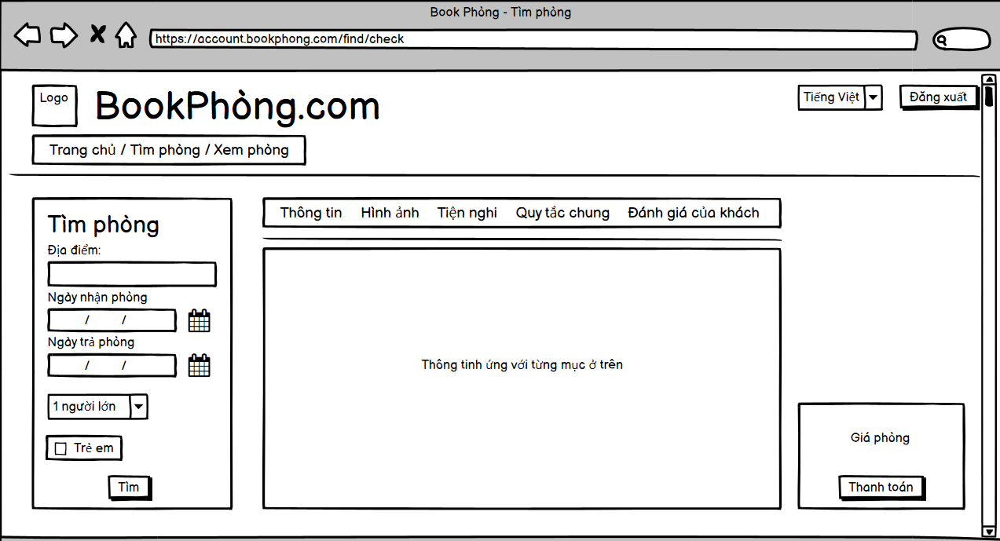 Book Phòng - Tìm phòng
https://account.bookphong.com/find/check
Logo
BookPhòng.com
Tiếng Việt
Đăng xuất
Trang chủ / Tìm phòng / Xem phòng
Tìm phòng
Địa điểm:
Ngày nhận phòng
/ /
Ngày trả phòng
/ /
1 người lớn
Trẻ em
Tìm
Thông tin Hình ảnh Tiện nghi Quy tắc chung Đánh giá của khách
Thông tinh ứng với từng mục ở trên
Giá phòng
Thanh toán